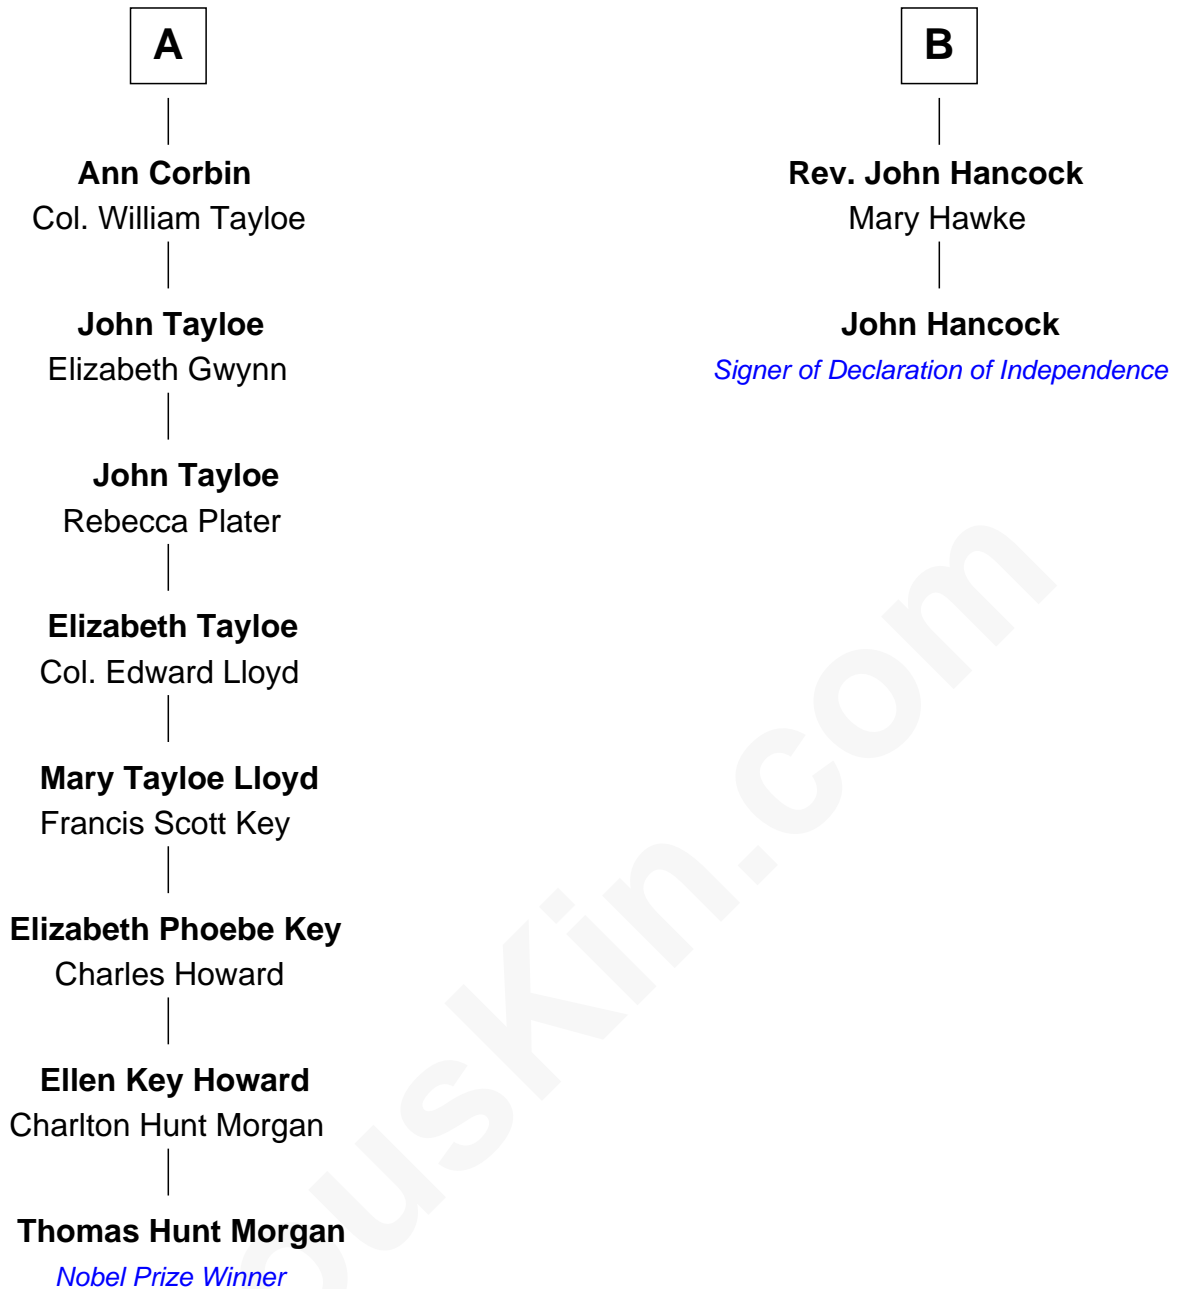 A
Ann Corbin
Col. William Tayloe
John Tayloe
Elizabeth Gwynn
John Tayloe
Rebecca Plater
Elizabeth Tayloe
Col. Edward Lloyd
Mary Tayloe Lloyd
Francis Scott Key
Elizabeth Phoebe Key
Charles Howard
Ellen Key Howard
Charlton Hunt Morgan
Thomas Hunt Morgan
Nobel Prize Winner
B
Rev. John Hancock
Mary Hawke
John Hancock
Signer of Declaration of Independence
ousKin.com